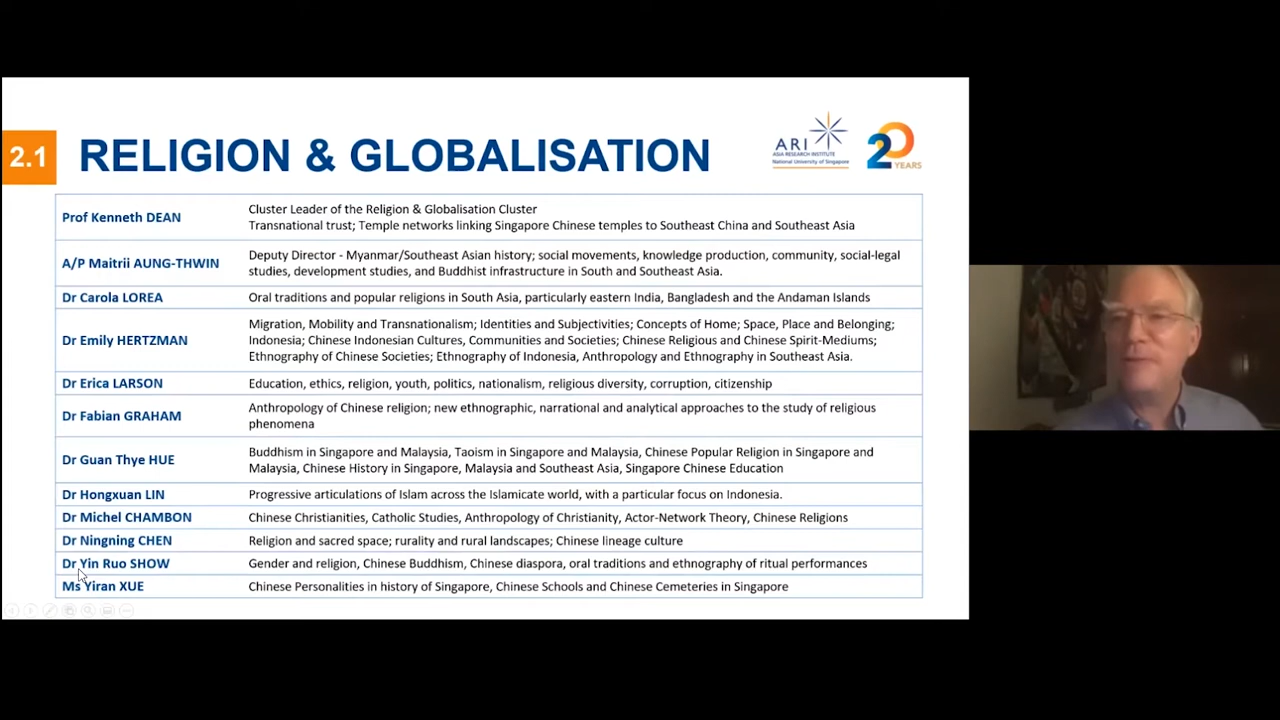 2.1
RELIGION & GLOBALISATION
ARI
ASIA RESEARCH INSTITUTE
National University of Singapore
20
YEARS
Prof Kenneth DEAN
Cluster Leader of the Religion & Globalisation Cluster
Transnational trust; Temple networks linking Singapore Chinese temples to Southeast China and Southeast Asia
A/P Maitrii AUNG-THWIN
Deputy Director - Myanmar/Southeast Asian history; social movements, knowledge production, community, social-legal
studies, development studies, and Buddhist infrastructure in South and Southeast Asia.
Dr Carola LOREA
Oral traditions and popular religions in South Asia, particularly eastern India, Bangladesh and the Andaman Islands
Dr Emily HERTZMAN
Migration, Mobility and Transnationalism; Identities and Subjectivities; Concepts of Home; Space, Place and Belonging;
Indonesia; Chinese Indonesian Cultures, Communities and Societies; Chinese Religious and Chinese Spirit-Mediums;
Ethnography of Chinese Societies; Ethnography of Indonesia, Anthropology and Ethnography in Southeast Asia.
Dr Erica LARSON
Education, ethics, religion, youth, politics, nationalism, religious diversity, corruption, citizenship
Dr Fabian GRAHAM
Anthropology of Chinese religion; new ethnographic, narrational and analytical approaches to the study of religious
phenomena
Dr Guan Thye HUE
Buddhism in Singapore and Malaysia, Taoism in Singapore and Malaysia, Chinese Popular Religion in Singapore and
Malaysia, Chinese History in Singapore, Malaysia and Southeast Asia, Singapore Chinese Education
Dr Hongxuan LIN
Progressive articulations of Islam across the Islamicate world, with a particular focus on Indonesia.
Dr Michel CHAMBON
Chinese Christianities, Catholic Studies, Anthropology of Christianity, Actor-Network Theory, Chinese Religions
Dr Ningning CHEN
Religion and sacred space; rurality and rural landscapes; Chinese lineage culture
Dr Yin Ruo SHOW
Gender and religion, Chinese Buddhism, Chinese diaspora, oral traditions and ethnography of ritual performances
Ms Yiran XUE
Chinese Personalities in history of Singapore, Chinese Schools and Chinese Cemeteries in Singapore